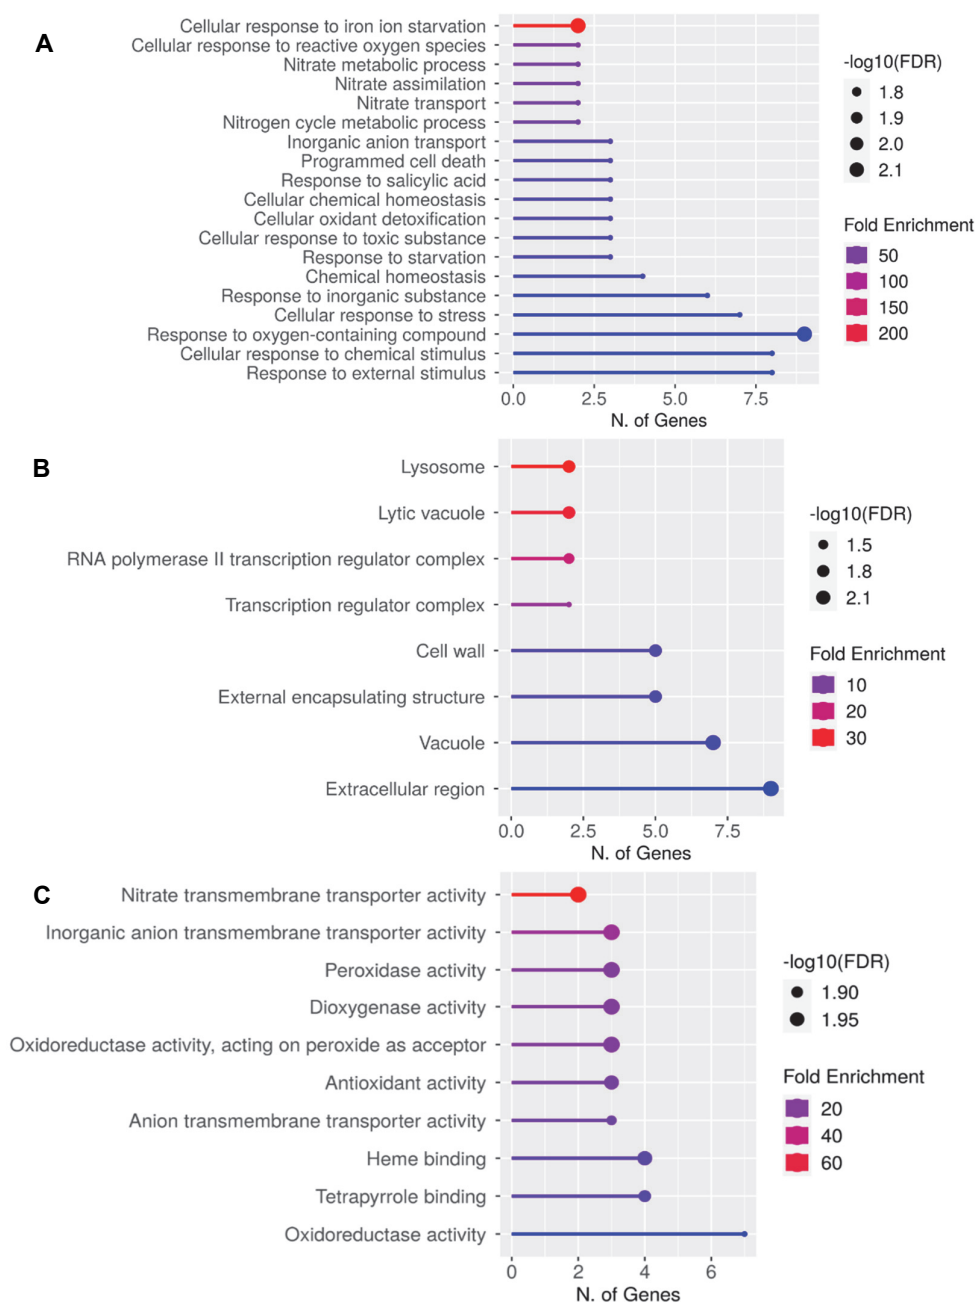 A
Cellular response to iron ion starvation
Cellular response to reactive oxygen species
Nitrate metabolic process
Nitrate assimilation
Nitrate transport
Nitrogen cycle metabolic process
Inorganic anion transport
Programmed cell death
Response to salicylic acid
Cellular chemical homeostasis
Cellular oxidant detoxification
Cellular response to toxic substance
Response to starvation
Chemical homeostasis
Response to inorganic substance
Cellular response to stress
Response to oxygen-containing compound
Cellular response to chemical stimulus
Response to external stimulus
0.0 2.5 5.0 7.5
N. of Genes
-log10(FDR)
1.8
1.9
2.0
2.1
Fold Enrichment
50
100
150
200
B
Lysosome
Lytic vacuole
RNA polymerase II transcription regulator complex
Transcription regulator complex
Cell wall
External encapsulating structure
Vacuole
Extracellular region
0.0 2.5 5.0 7.5
N. of Genes
-log10(FDR)
1.5
1.8
2.1
Fold Enrichment
10
20
30
C
Nitrate transmembrane transporter activity
Inorganic anion transmembrane transporter activity
Peroxidase activity
Dioxygenase activity
Oxidoreductase activity, acting on peroxide as acceptor
Antioxidant activity
Anion transmembrane transporter activity
Heme binding
Tetrapyrrole binding
Oxidoreductase activity
0 2 4 6
N. of Genes
-log10(FDR)
1.90
1.95
Fold Enrichment
20
40
60